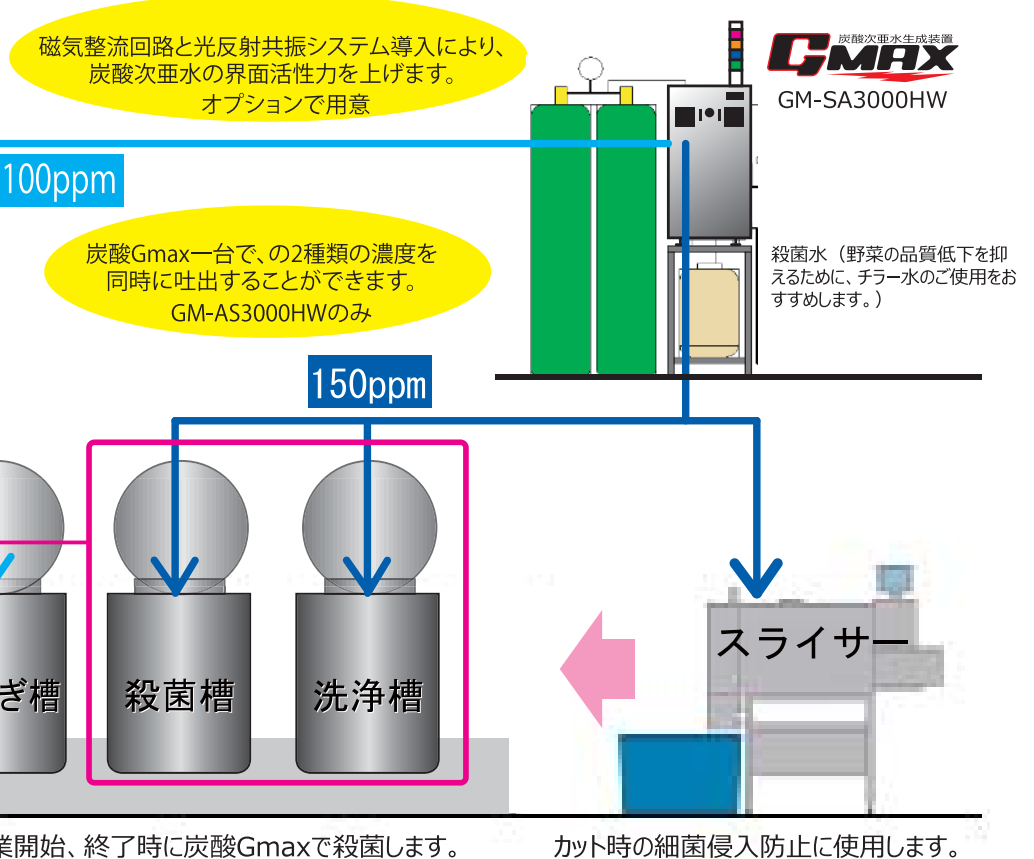 磁気整流回路と光反射共振システム導入により、
炭酸次亜水の界面活性力を上げます。
オプションで用意
炭酸次亜水生成装置
GMAX
GM-SA3000HW
100ppm
炭酸Gmax一台で、の2種類の濃度を
同時に吐出することができます。
GM-AS3000HWのみ
殺菌水（野菜の品質低下を抑
えるために、チラー水のご使用をお
すすめします。）
150ppm
スライサー
ぎ槽
殺菌槽
洗浄槽
業開始、終了時に炭酸Gmaxで殺菌します。
カット時の細菌侵入防止に使用します。